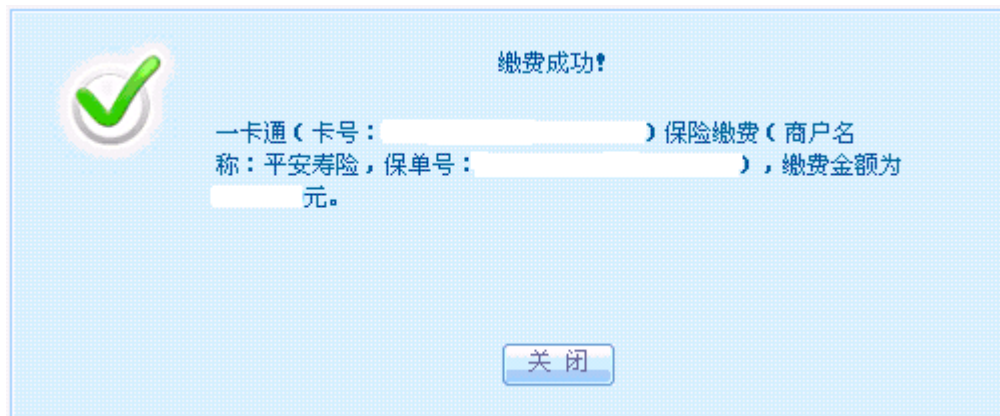 缴费成功!
一卡通(卡号:)保险缴费(商户名
称:平安寿险,保单号:),缴费金额为
元。
关 闭